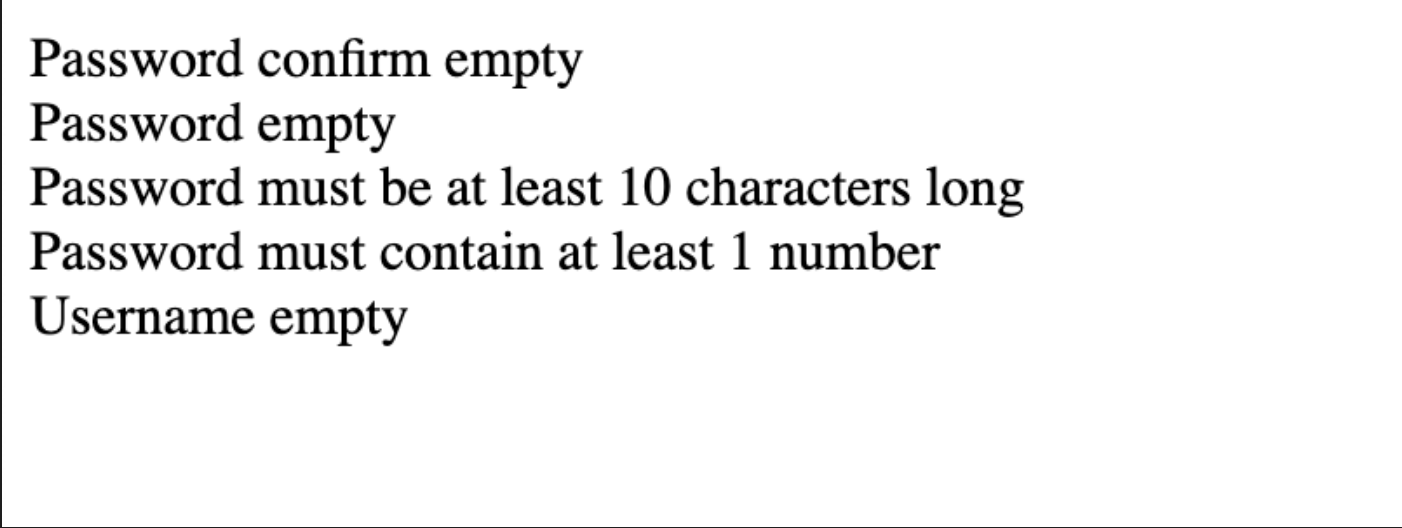 Password confirm empty
Password empty
Password must be at least 10 characters long
Password must contain at least 1 number
Username empty